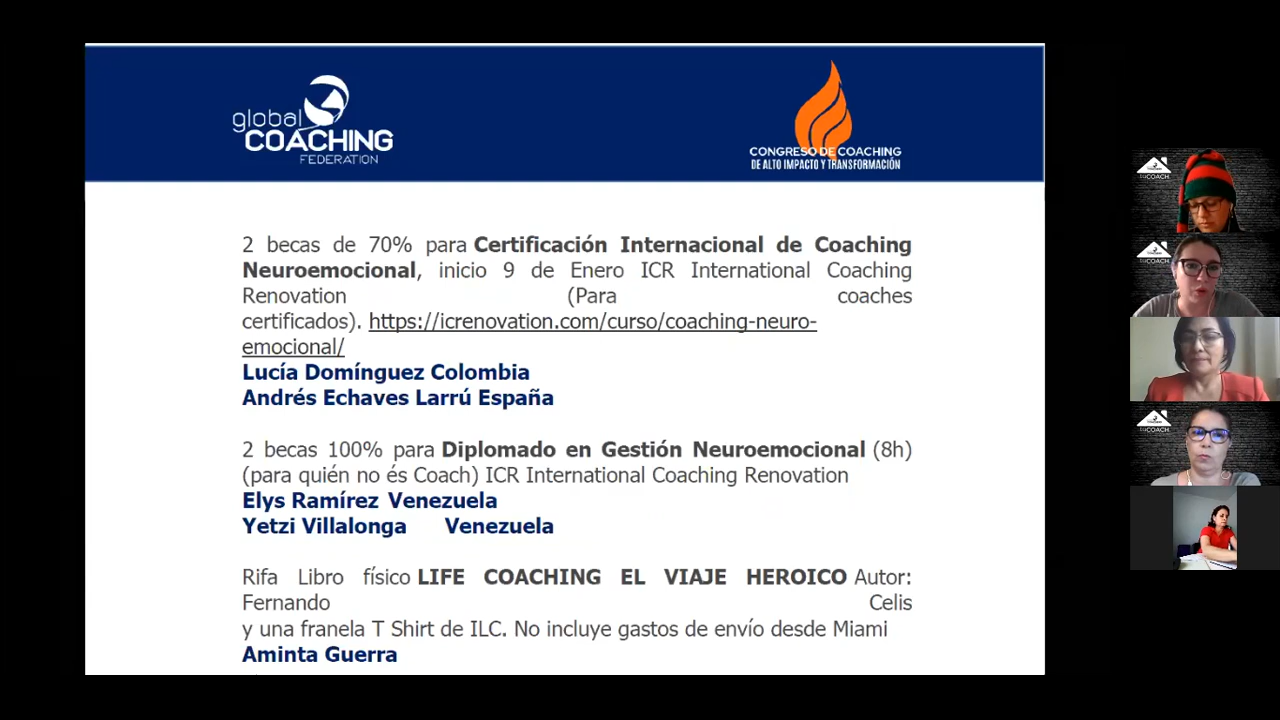 global
COACHING
FEDERATION
CONGRESO DE COACHING
DE ALTO IMPACTO Y TRANSFORMACIÓN
2 becas de 70% para Certificación Internacional de Coaching
Neuroemocional, inicio 9 de Enero ICR International Coaching
Renovation (Para coaches
certificados). https://icrenovation.com/curso/coaching-neuro-
emocional/
Lucía Domínguez Colombia
Andrés Echaves Larrú España
2 becas 100% para Diplomado en Gestión Neuroemocional (8h)
(para quién no és Coach) ICR International Coaching Renovation
Elys Ramírez Venezuela
Yetzi Villalonga Venezuela
Rifa Libro físico LIFE COACHING EL VIAJE HEROICO Autor:
Fernando Celis
y una franela T Shirt de ILC. No incluye gastos de envío desde Miami
Aminta Guerra
COACH
COACH
COACH